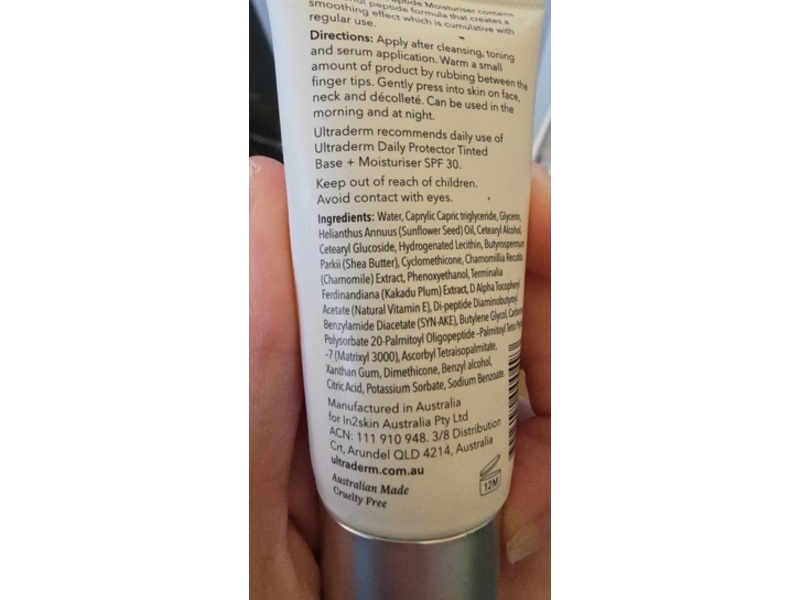 Peptide Moisturiser contains
peptide formula that creates a
smoothing effect which is cumulative with
regular use.
Directions: Apply after cleansing, toning
and serum application. Warm a small
amount of product by rubbing between the
finger tips. Gently press into skin on face,
neck and décolleté. Can be used in the
morning and at night.
Ultraderm recommends daily use of
Ultraderm Daily Protector Tinted
Base + Moisturiser SPF 30.
Keep out of reach of children.
Avoid contact with eyes.
Ingredients: Water, Caprylic Capric triglyceride, Glycerin,
Helianthus Annuus (Sunflower Seed) Oil, Cetearyl Alcohol,
Cetearyl Glucoside, Hydrogenated Lecithin, Butyrospermum
Parkii (Shea Butter), Cyclomethicone, Chamomillia Recutita
(Chamomile) Extract, Phenoxyethanol, Terminalia
Ferdinandiana (Kakadu Plum) Extract, D Alpha Tocopheryl
Acetate (Natural Vitamin E), Di-peptide Diaminobutyroyl
Benzylamide Diacetate (SYN-AKE), Butylene Glycol,
Polysorbate 20-Palmitoyl Oligopeptide -Palmitoyl Tetra
-7 (Matrixyl 3000), Ascorbyl Tetraisopalmitate,
Xanthan Gum, Dimethicone, Benzyl alcohol,
Citric Acid, Potassium Sorbate, Sodium Benzoate.
Manufactured in Australia
for In2skin Australia Pty Ltd
ACN: 111 910 948. 3/8 Distribution
Crt, Arundel QLD 4214, Australia
ultraderm.com.au
Australian Made
Cruelty Free
12M